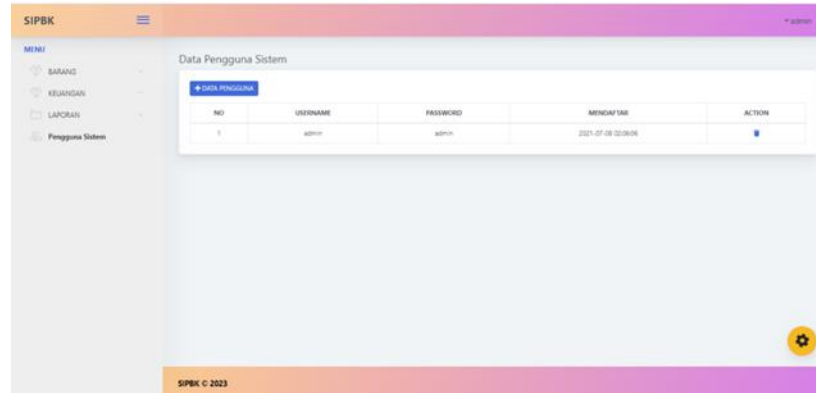 SIPBK
admin
MENU
BARANG
KEUANGAN
LAPORAN
Pengguna Sistem
Data Pengguna Sistem
+ DATA PENGGUNA
NO USERNAME PASSWORD MENDAFTAR ACTION
1 admin admin 2021-07-08 02:06:06
SIPBK © 2023